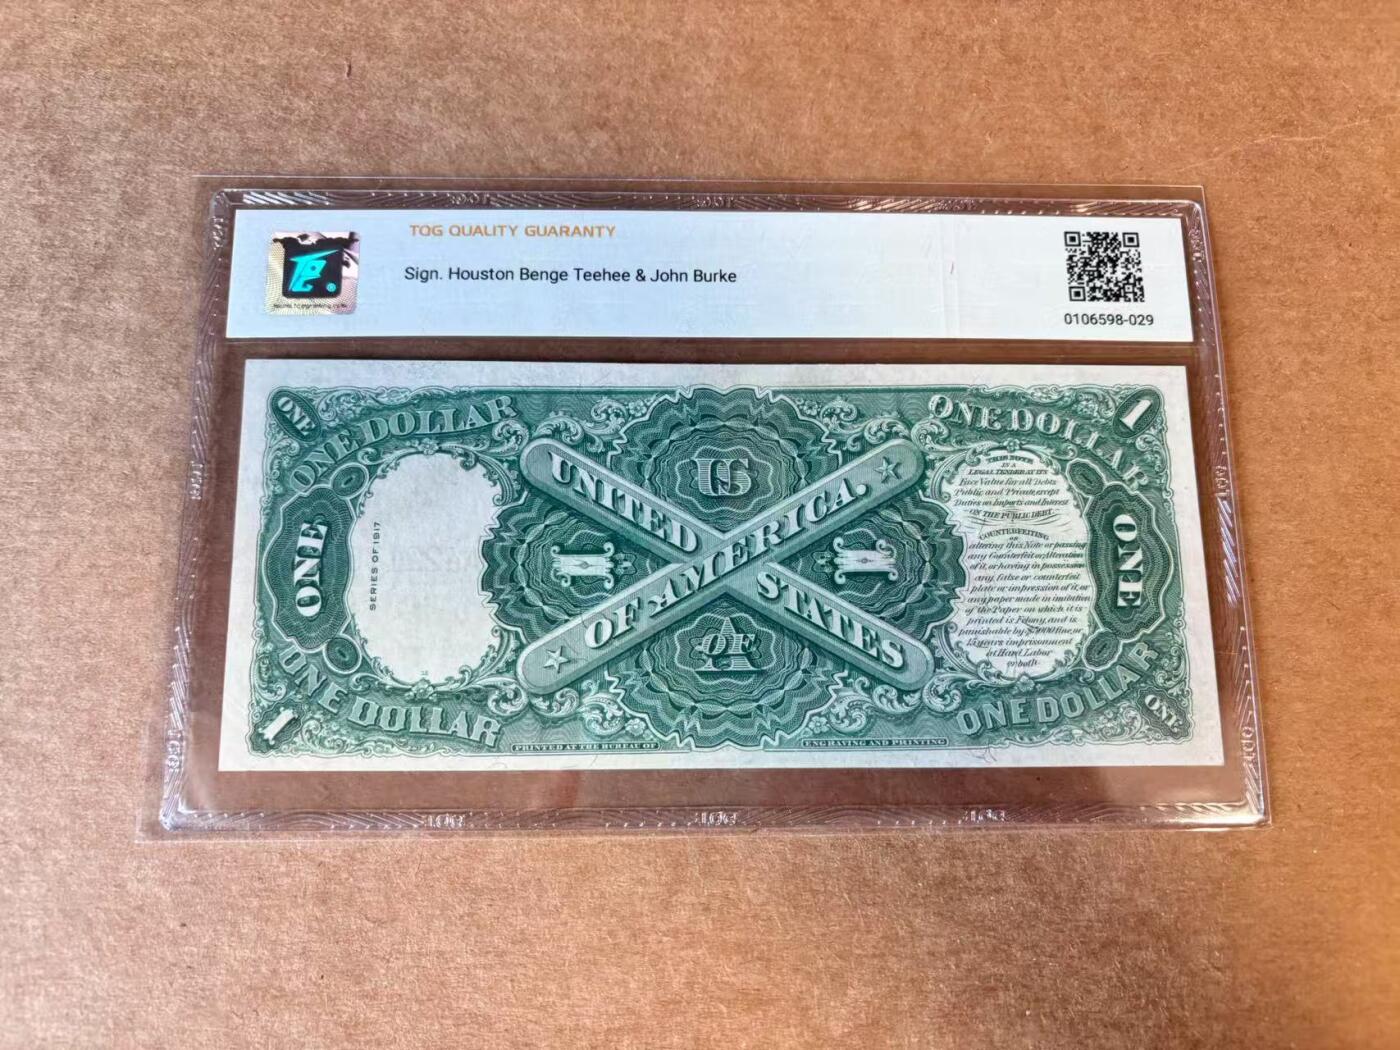 TQG QUALITY GUARANTY
Sign. Houston Benge Teehee & John Burke
0106598-029
ONE
ONE DOLLAR
ONE DOLLAR
1
US
UNITED STATES
OF AMERICA.
ONE
SERIES OF 1917
1
1
ONE
THIS NOTE
IS A
LEGAL TENDER AT ITS
Face Value for all Debts
Public and Private, except
Duties on Imports and Interest
ON THE PUBLIC DEBT.
COUNTERFEITING
or
altering this Note or passing
any Counterfeit or Alteration
of it, or having in possession
any false or counterfeit
plate or impression of it, or
any paper made in imitation
of the Paper on which it is
printed is Felony, and is
punishable by $5000 fine, or
15 years imprisonment
at Hard Labor
or both.
OF
A
1
ONE DOLLAR
ONE DOLLAR
ONE
PRINTED AT THE BUREAU OF
ENGRAVING AND PRINTING